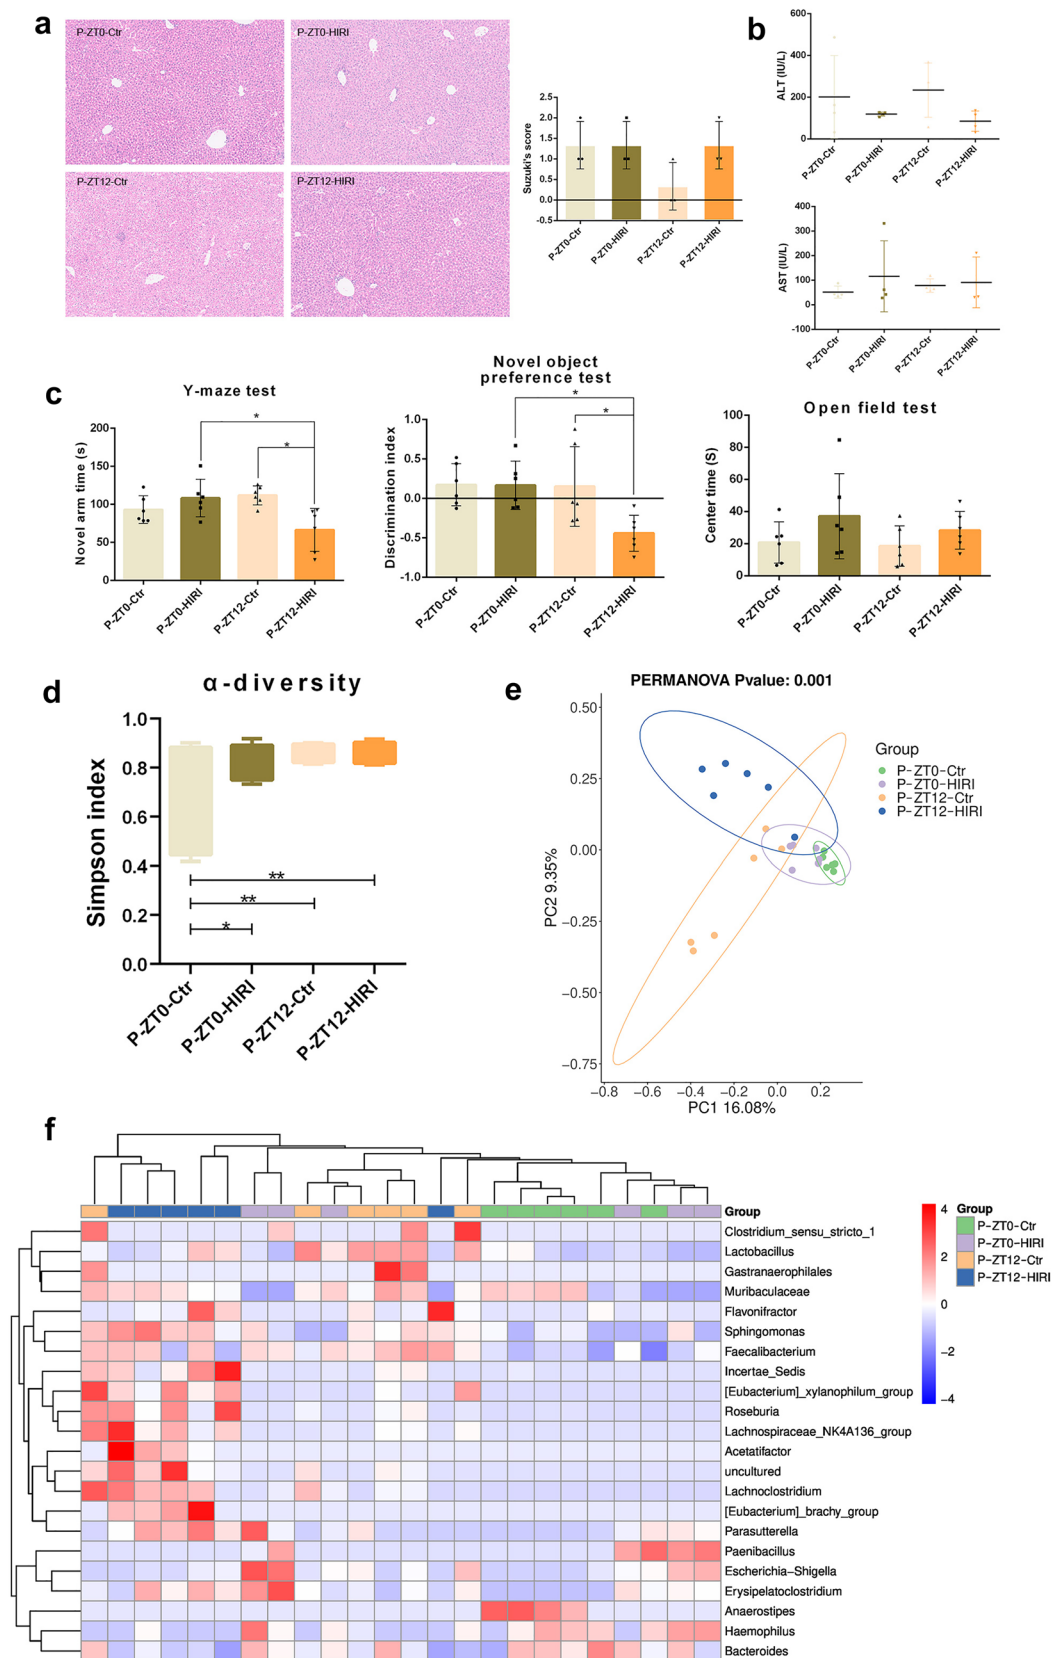 a
P-ZT0-Ctr
P-ZT0-HIRI
P-ZT12-Ctr
P-ZT12-HIRI
Suzuki's score
2.5
2.0
1.5
1.0
0.5
0.0
-0.5
P-ZT0-Ctr
P-ZT0-HIRI
P-ZT12-Ctr
P-ZT12-HIRI
b
ALT (IU/L)
600
400
200
0
P-ZT0-Ctr
P-ZT0-HIRI
P-ZT12-Ctr
P-ZT12-HIRI
AST (IU/L)
400
300
200
100
0
-100
P-ZT0-Ctr
P-ZT0-HIRI
P-ZT12-Ctr
P-ZT12-HIRI
c
Y-maze test
Novel arm time (s)
200
150
100
50
0
*
*
P-ZT0-Ctr
P-ZT0-HIRI
P-ZT12-Ctr
P-ZT12-HIRI
Novel object
preference test
Discrimination index
1.0
0.5
0.0
-0.5
-1.0
*
*
P-ZT0-Ctr
P-ZT0-HIRI
P-ZT12-Ctr
P-ZT12-HIRI
Open field test
Center time (S)
100
80
60
40
20
0
P-ZT0-Ctr
P-ZT0-HIRI
P-ZT12-Ctr
P-ZT12-HIRI
d
α-diversity
Simpson index
1.0
0.8
0.6
0.4
0.2
0.0
**
**
*
P-ZT0-Ctr
P-ZT0-HIRI
P-ZT12-Ctr
P-ZT12-HIRI
e
PERMANOVA Pvalue: 0.001
PC2 9.35%
0.50
0.25
0.00
−0.25
−0.50
−0.75
−0.8 −0.6 −0.4 −0.2 0.0 0.2
PC1 16.08%
Group
P−ZT0−Ctr
P−ZT0−HIRI
P−ZT12−Ctr
P−ZT12−HIRI
f
Group
Clostridium_sensu_stricto_1
Lactobacillus
Gastranaerophilales
Muribaculaceae
Flavonifractor
Sphingomonas
Faecalibacterium
Incertae_Sedis
[Eubacterium]_xylanophilum_group
Roseburia
Lachnospiraceae_NK4A136_group
Acetatifactor
uncultured
Lachnoclostridium
[Eubacterium]_brachy_group
Parasutterella
Paenibacillus
Escherichia−Shigella
Erysipelatoclostridium
Anaerostipes
Haemophilus
Bacteroides
4
2
0
−2
−4
Group
P−ZT0−Ctr
P−ZT0−HIRI
P−ZT12−Ctr
P−ZT12−HIRI